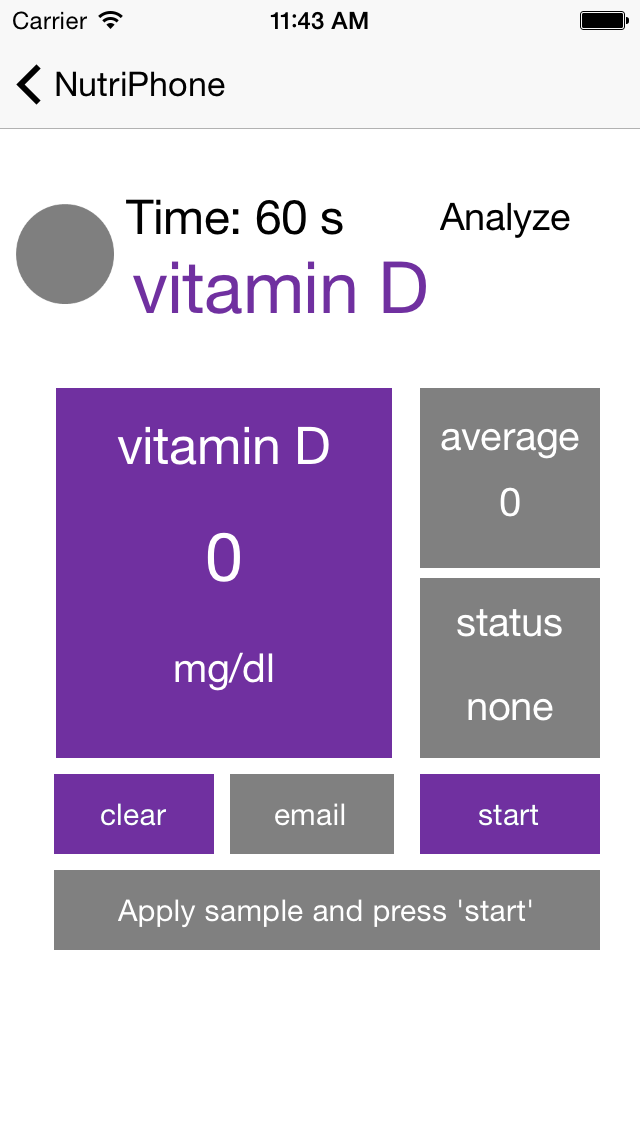 Carrier 11:43 AM
NutriPhone
Time: 60 s Analyze
vitamin D
vitamin D
0
mg/dl
average
0
status
none
clear email start
Apply sample and press 'start'